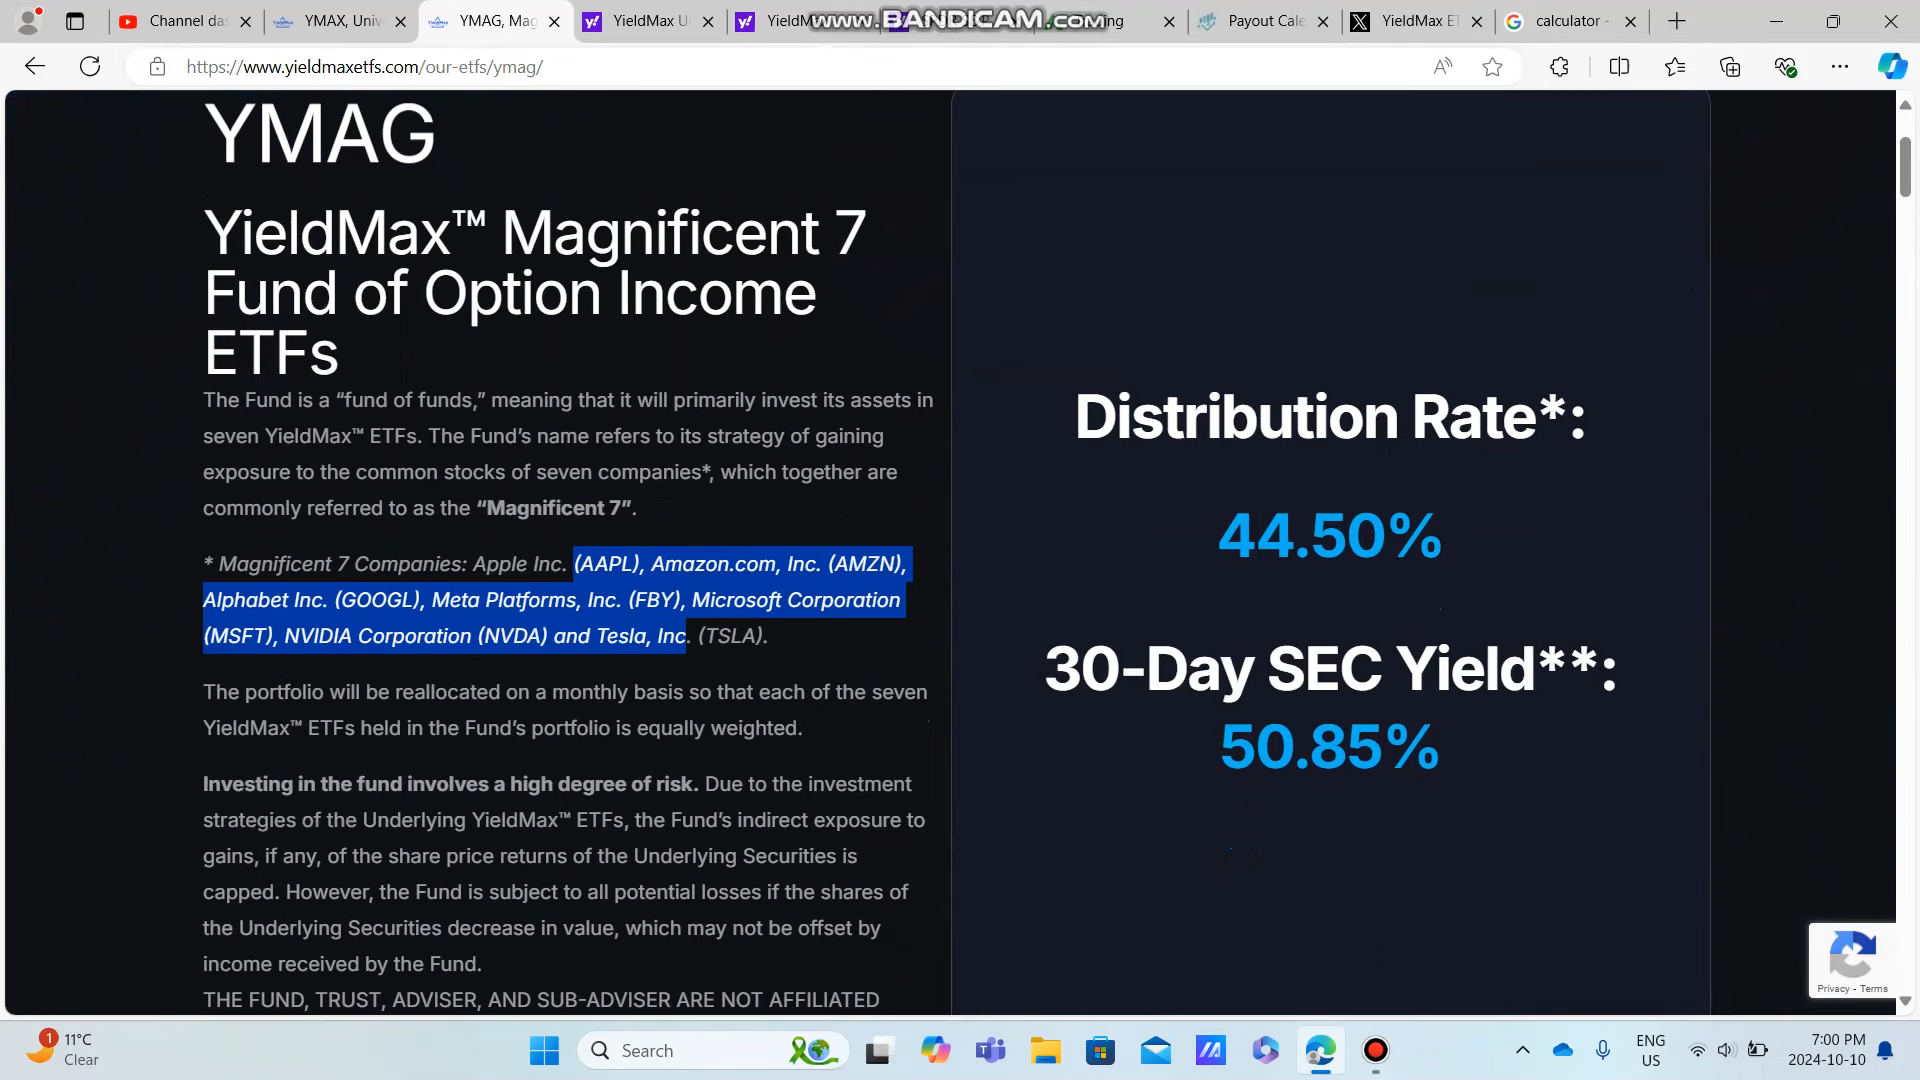 Channel das
YMAX, Univ
YMAG, Mag
YieldMax U
YieldM
www.BANDICAM.com
Payout Cale
YieldMax ET
calculator -
https://www.yieldmaxetfs.com/our-etfs/ymag/
YMAG
YieldMax™ Magnificent 7
Fund of Option Income
ETFs
The Fund is a “fund of funds,” meaning that it will primarily invest its assets in
seven YieldMax™ ETFs. The Fund’s name refers to its strategy of gaining
exposure to the common stocks of seven companies*, which together are
commonly referred to as the “Magnificent 7”.
* Magnificent 7 Companies: Apple Inc. (AAPL), Amazon.com, Inc. (AMZN),
Alphabet Inc. (GOOGL), Meta Platforms, Inc. (FBY), Microsoft Corporation
(MSFT), NVIDIA Corporation (NVDA) and Tesla, Inc. (TSLA).
The portfolio will be reallocated on a monthly basis so that each of the seven
YieldMax™ ETFs held in the Fund’s portfolio is equally weighted.
Investing in the fund involves a high degree of risk. Due to the investment
strategies of the Underlying YieldMax™ ETFs, the Fund’s indirect exposure to
gains, if any, of the share price returns of the Underlying Securities is
capped. However, the Fund is subject to all potential losses if the shares of
the Underlying Securities decrease in value, which may not be offset by
income received by the Fund.
THE FUND, TRUST, ADVISER, AND SUB-ADVISER ARE NOT AFFILIATED
Distribution Rate*:
44.50%
30-Day SEC Yield**:
50.85%
Privacy - Terms
1
11°C
Clear
Search
ENG
US
7:00 PM
2024-10-10